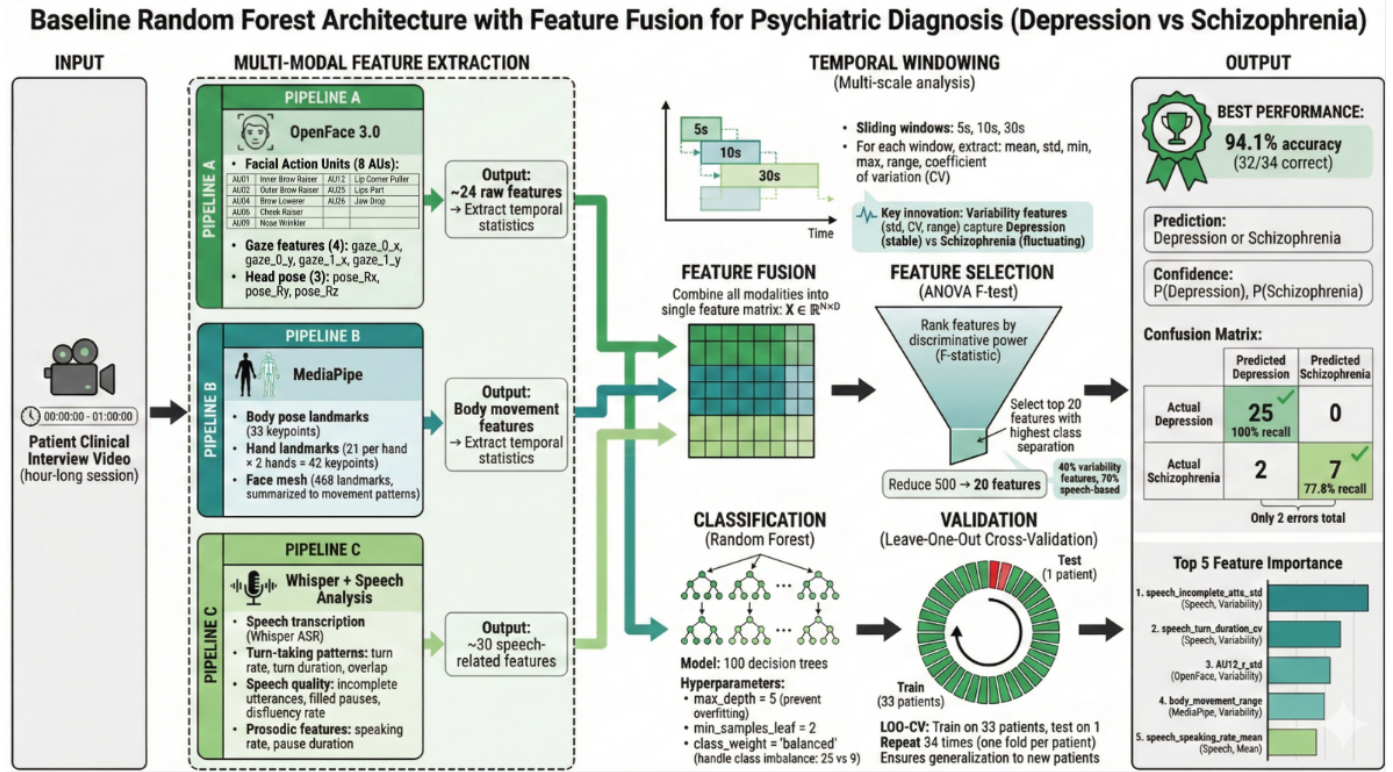 Baseline Random Forest Architecture with Feature Fusion for Psychiatric Diagnosis (Depression vs Schizophrenia)
INPUT
00:00:00 - 01:00:00
Patient Clinical
Interview Video
(hour-long session)
MULTI-MODAL FEATURE EXTRACTION
PIPELINE A
PIPELINE A
OpenFace 3.0
• Facial Action Units (8 AUs):
AU01 Inner Brow Raiser AU12 Lip Corner Puller
AU02 Outer Brow Raiser AU25 Lips Part
AU04 Brow Lowerer AU26 Jaw Drop
AU06 Cheek Raiser
AU09 Nose Wrinkler
• Gaze features (4): gaze_0_x,
gaze_0_y, gaze_1_x, gaze_1_y
• Head pose (3): pose_Rx,
pose_Ry, pose_Rz
Output:
~24 raw features
→ Extract temporal
statistics
PIPELINE B
PIPELINE B
MediaPipe
• Body pose landmarks
(33 keypoints)
• Hand landmarks (21 per hand
× 2 hands = 42 keypoints)
• Face mesh (468 landmarks,
summarized to movement patterns)
Output:
Body movement
features
→ Extract temporal
statistics
PIPELINE C
PIPELINE C
Whisper + Speech
Analysis
• Speech transcription
(Whisper ASR)
• Turn-taking patterns: turn
rate, turn duration, overlap
• Speech quality: incomplete
utterances, filled pauses,
disfluency rate
• Prosodic features: speaking
rate, pause duration
Output:
~30 speech-
related features
TEMPORAL WINDOWING
(Multi-scale analysis)
5s
10s
30s
Time
• Sliding windows: 5s, 10s, 30s
• For each window, extract: mean, std, min,
max, range, coefficient
of variation (CV)
Key innovation: Variability features
(std, CV, range) capture Depression
(stable) vs Schizophrenia (fluctuating)
FEATURE FUSION
Combine all modalities into
single feature matrix: X ∈ ℝᴺˣᴰ
FEATURE SELECTION
(ANOVA F-test)
Rank features by
discriminative power
(F-statistic)
Select top 20
features with
highest class
separation
Reduce 500 → 20 features
40% variability
features, 70%
speech-based
CLASSIFICATION
(Random Forest)
Model: 100 decision trees
Hyperparameters:
• max_depth = 5 (prevent
overfitting)
• min_samples_leaf = 2
• class_weight = 'balanced'
(handle class imbalance: 25 vs 9)
VALIDATION
(Leave-One-Out Cross-Validation)
Test
(1 patient)
Train
(33 patients)
LOO-CV: Train on 33 patients, test on 1
Repeat 34 times (one fold per patient)
Ensures generalization to new patients
OUTPUT
BEST PERFORMANCE:
94.1% accuracy
(32/34 correct)
Prediction:
Depression or Schizophrenia
Confidence:
P(Depression), P(Schizophrenia)
Confusion Matrix:
Predicted Depression Predicted Schizophrenia
Actual Depression 25 100% recall 0
Actual Schizophrenia 2 7 77.8% recall
Only 2 errors total
Top 5 Feature Importance
1. speech_incomplete_atts_std
(Speech, Variability)
2. speech_turn_duration_cv
(Speech, Variability)
3. AU12_r_std
(OpenFace, Variability)
4. body_movement_range
(MediaPipe, Variability)
5. speech_speaking_rate_mean
(Speech, Mean)